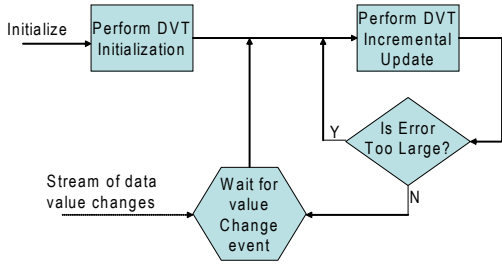 Initialize
Perform DVT
Initialization
Perform DVT
Incremental
Update
Y
Is Error
Too Large?
N
Stream of data
value changes
Wait for
value
Change
event